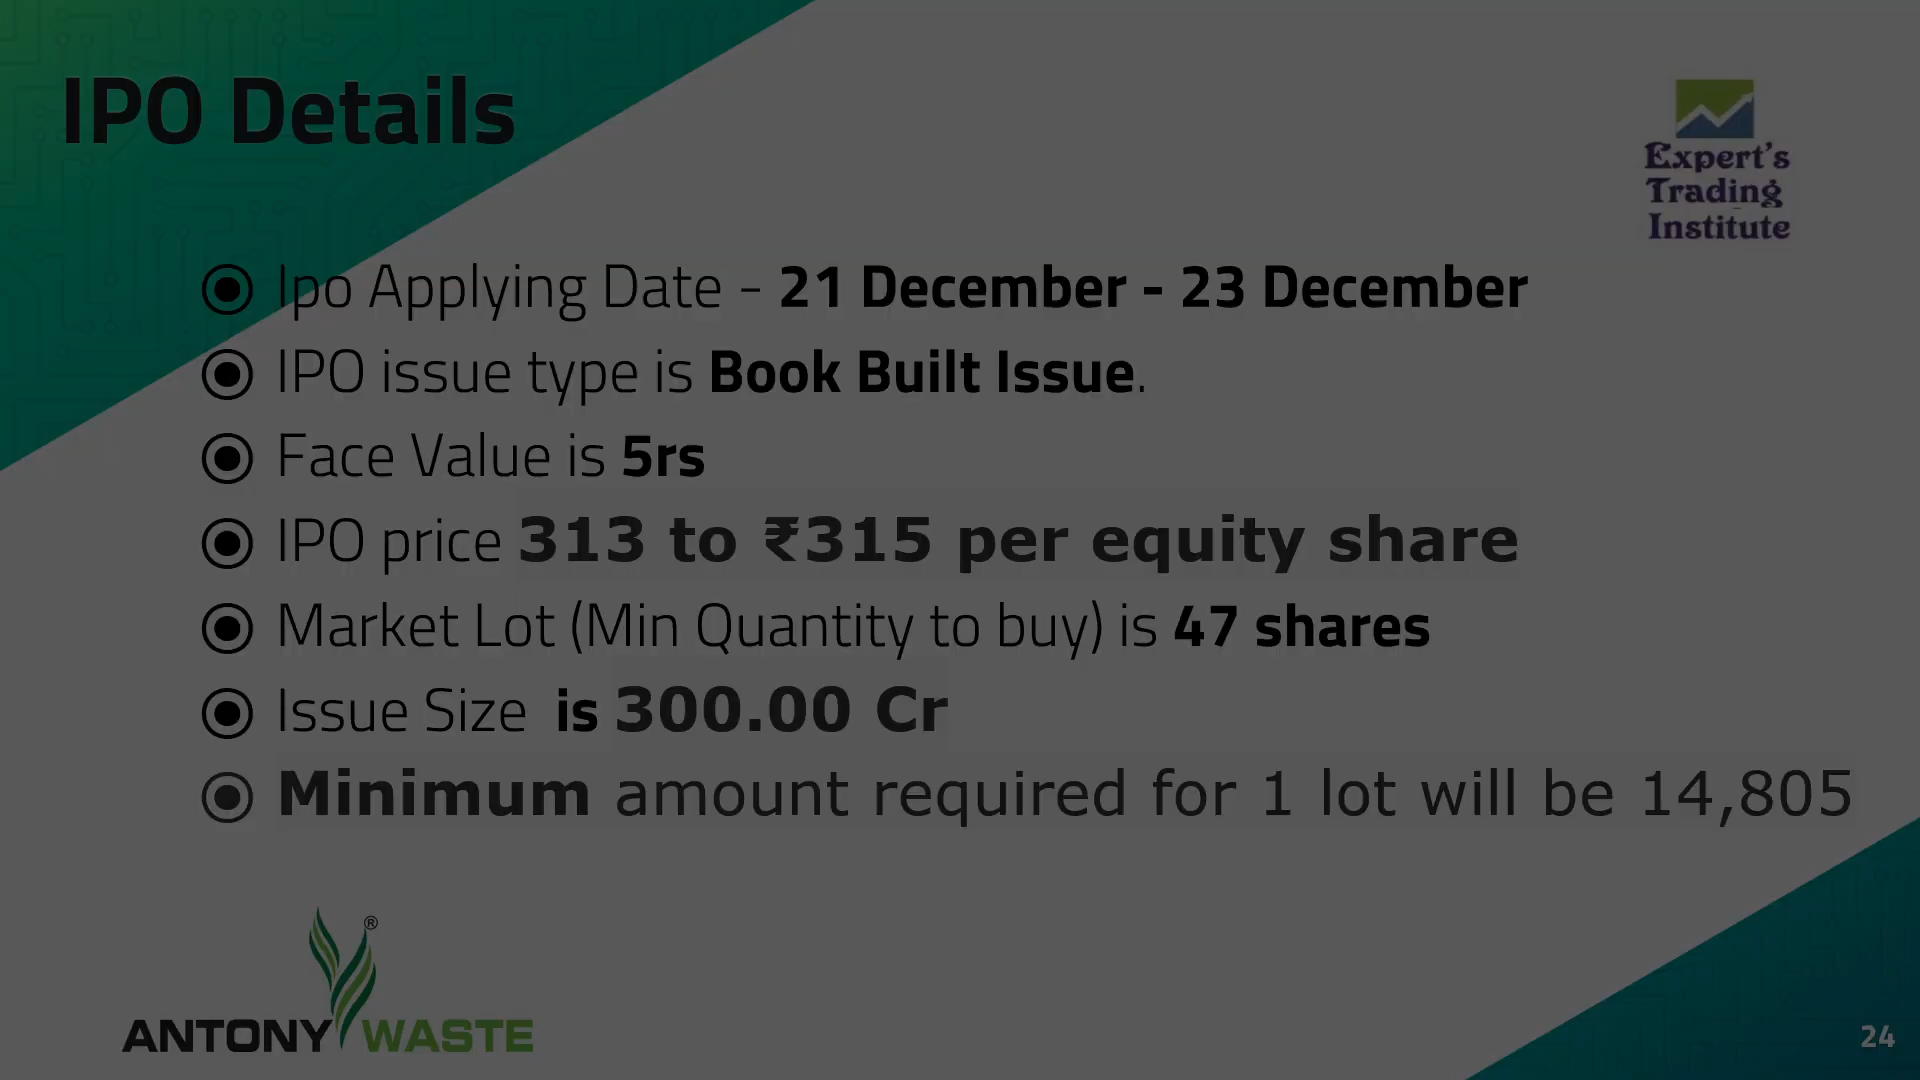 IPO Details
Expert's
Trading
Institute
Ipo Applying Date - 21 December - 23 December
IPO issue type is Book Built Issue.
Face Value is 5rs
IPO price 313 to ₹315 per equity share
Market Lot (Min Quantity to buy) is 47 shares
Issue Size is 300.00 Cr
Minimum amount required for 1 lot will be 14,805
®
ANTONY WASTE
24